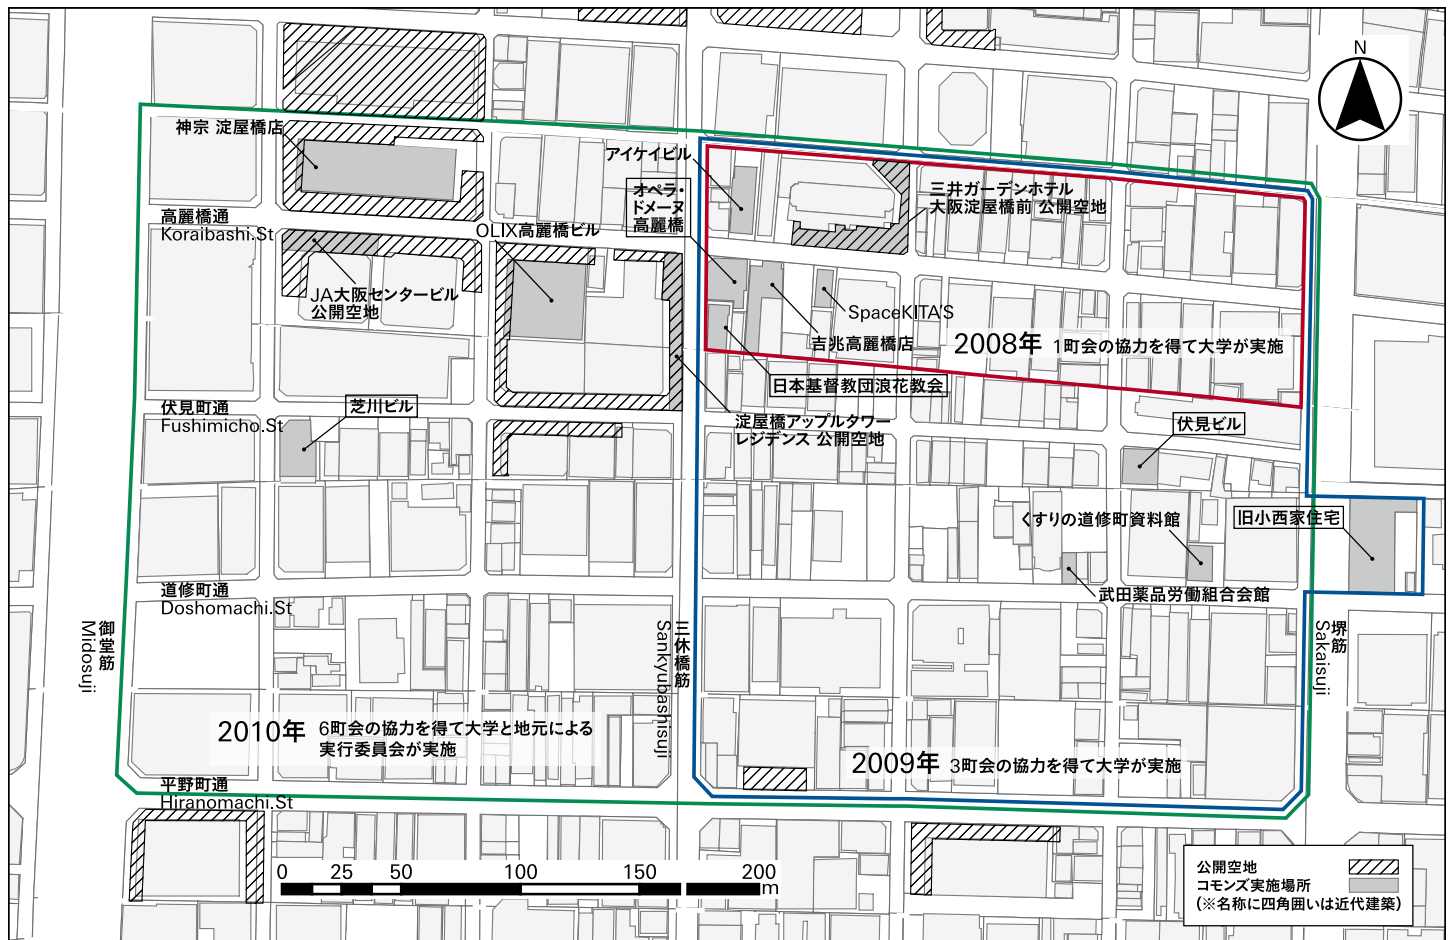 N
神宗 淀屋橋店
アイケイビル
オペラ・
ドメーヌ
高麗橋
三井ガーデンホテル
大阪淀屋橋前 公開空地
高麗橋通
Koraibashi.St
OLIX高麗橋ビル
JA大阪センタービル
公開空地
SpaceKITA'S
吉兆高麗橋店
2008年 1町会の協力を得て大学が実施
日本基督教団浪花教会
伏見町通
Fushimicho.St
芝川ビル
淀屋橋アップルタワー
レジデンス 公開空地
伏見ビル
くすりの道修町資料館
旧小西家住宅
道修町通
Doshomachi.St
武田薬品労働組合会館
御堂筋
Midosuji
三休橋筋
Sankyubashisuji
堺筋
Sakaisuji
2010年 6町会の協力を得て大学と地元による
実行委員会が実施
2009年 3町会の協力を得て大学が実施
平野町通
Hiranomachi.St
0 25 50 100 150 200
m
公開空地
コモンズ実施場所
(※名称に四角囲いは近代建築)